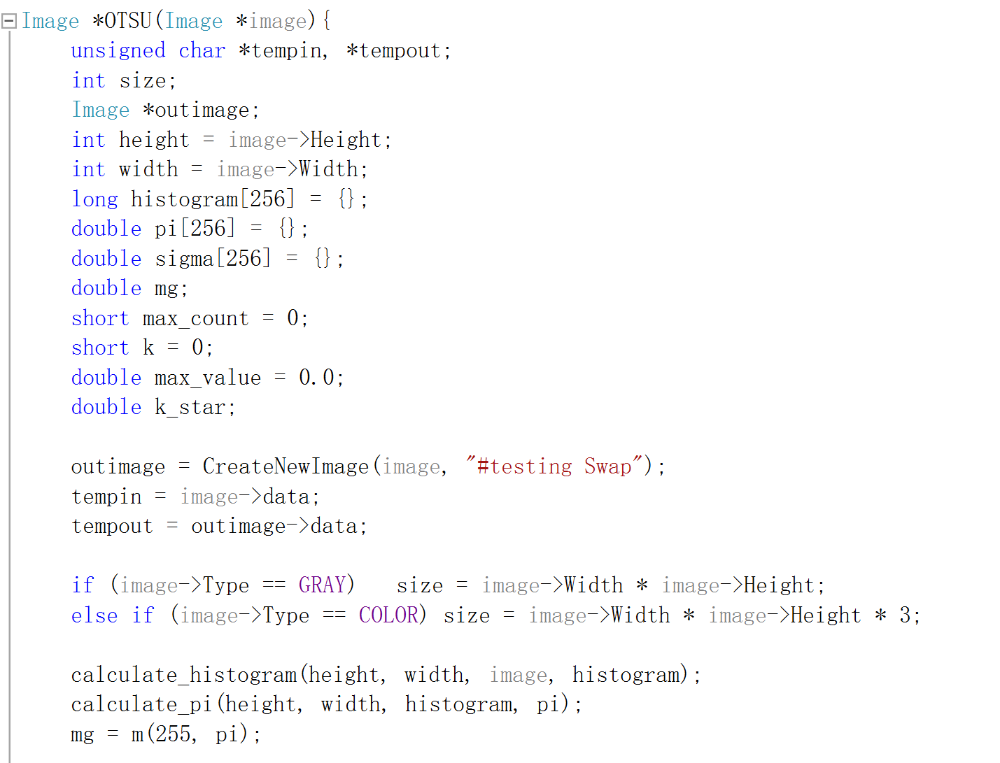 Image *OTSU(Image *image){
unsigned char *tempin, *tempout;
int size;
Image *outimage;
int height = image->Height;
int width = image->Width;
long histogram[256] = {};
double pi[256] = {};
double sigma[256] = {};
double mg;
short max_count = 0;
short k = 0;
double max_value = 0.0;
double k_star;
outimage = CreateNewImage(image, "#testing Swap");
tempin = image->data;
tempout = outimage->data;
if (image->Type == GRAY)   size = image->Width * image->Height;
else if (image->Type == COLOR) size = image->Width * image->Height * 3;
calculate_histogram(height, width, image, histogram);
calculate_pi(height, width, histogram, pi);
mg = m(255, pi);